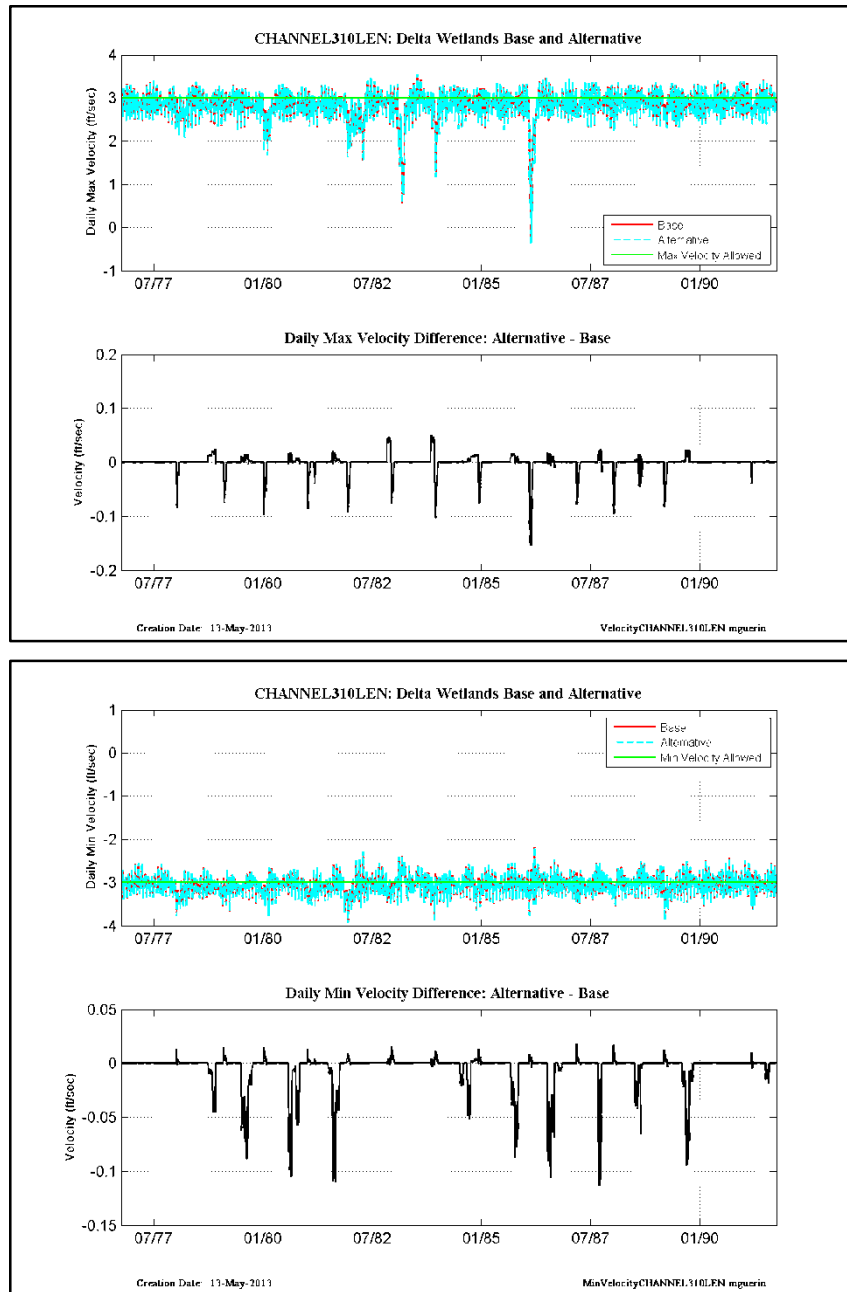 CHANNEL310LEN: Delta Wetlands Base and Alternative
Daily Max Velocity (ft/sec)
4
3
2
1
0
-1
Base
Alternative
Max Velocity Allowed
07/77 01/80 07/82 01/85 07/87 01/90
Daily Max Velocity Difference: Alternative - Base
Velocity (ft/sec)
0.2
0.1
0
-0.1
-0.2
07/77 01/80 07/82 01/85 07/87 01/90
Creation Date: 13-May-2013 VelocityCHANNEL310LEN mguerin
CHANNEL310LEN: Delta Wetlands Base and Alternative
Daily Min Velocity (ft/sec)
1
0
-1
-2
-3
-4
Base
Alternative
Min Velocity Allowed
07/77 01/80 07/82 01/85 07/87 01/90
Daily Min Velocity Difference: Alternative - Base
Velocity (ft/sec)
0.05
0
-0.05
-0.1
-0.15
07/77 01/80 07/82 01/85 07/87 01/90
Creation Date: 13-May-2013 MinVelocityCHANNEL310LEN mguerin